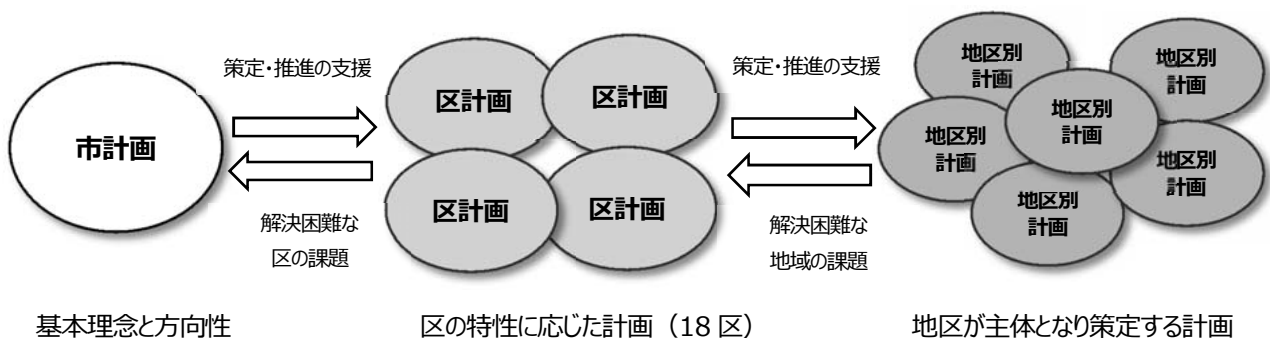 市計画
策定・推進の支援
解決困難な
区の課題
区計画
区計画
区計画
区計画
策定・推進の支援
解決困難な
地域の課題
地区別
計画
地区別
計画
地区別
計画
地区別
計画
地区別
計画
地区別
計画
基本理念と方向性
区の特性に応じた計画（18 区）
地区が主体となり策定する計画